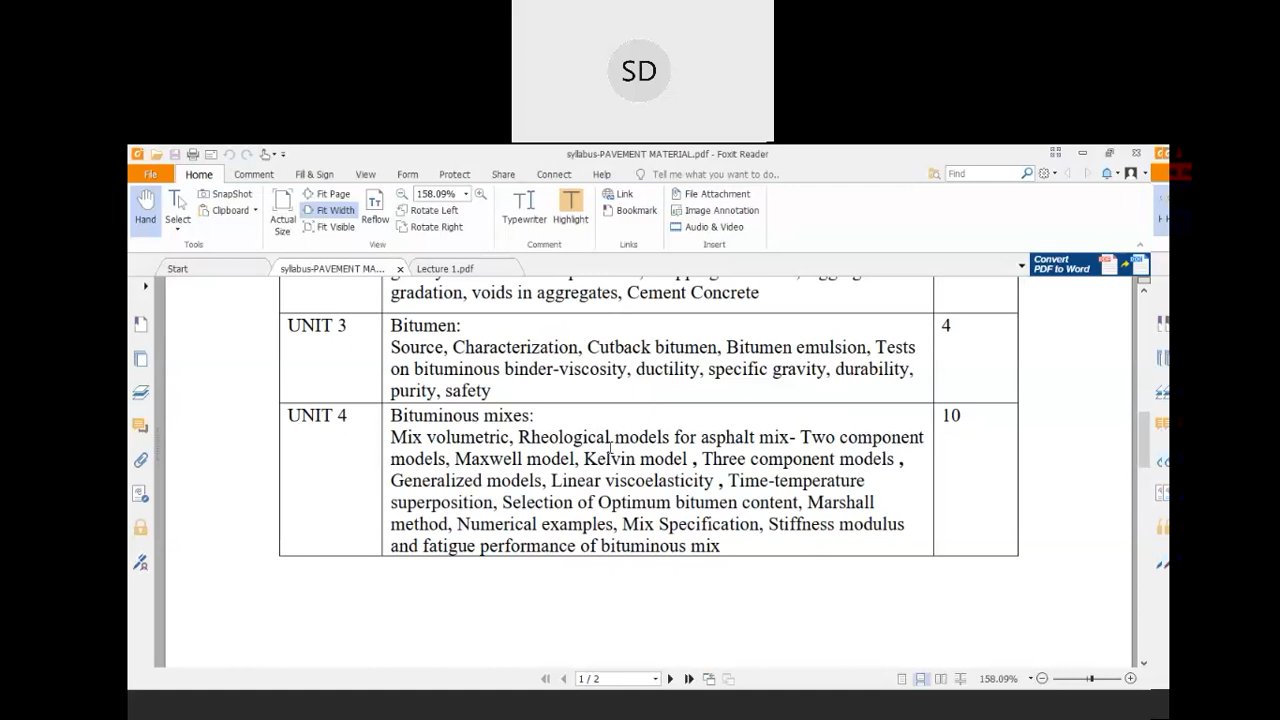 SD
syllabus-PAVEMENT MATERIAL.pdf - Foxit Reader
File Home Comment Fill & Sign View Form Protect Share Connect Help Tell me what you want to do.. Find
Hand
Select
SnapShot
Clipboard
Actual Size
Fit Page
Fit Width
Fit Visible
Reflow
158.09%
Rotate Left
Rotate Right
Typewriter
Highlight
Link
Bookmark
File Attachment
Image Annotation
Audio & Video
Tools View Comment Links Insert
Start syllabus-PAVEMENT MA... Lecture 1.pdf
Convert
PDF to Word
gradation, voids in aggregates, Cement Concrete
UNIT 3 Bitumen: 4
Source, Characterization, Cutback bitumen, Bitumen emulsion, Tests
on bituminous binder-viscosity, ductility, specific gravity, durability,
purity, safety
UNIT 4 Bituminous mixes: 10
Mix volumetric, Rheological models for asphalt mix- Two component
models, Maxwell model, Kelvin model , Three component models ,
Generalized models, Linear viscoelasticity , Time-temperature
superposition, Selection of Optimum bitumen content, Marshall
method, Numerical examples, Mix Specification, Stiffness modulus
and fatigue performance of bituminous mix
1 / 2 158.09%